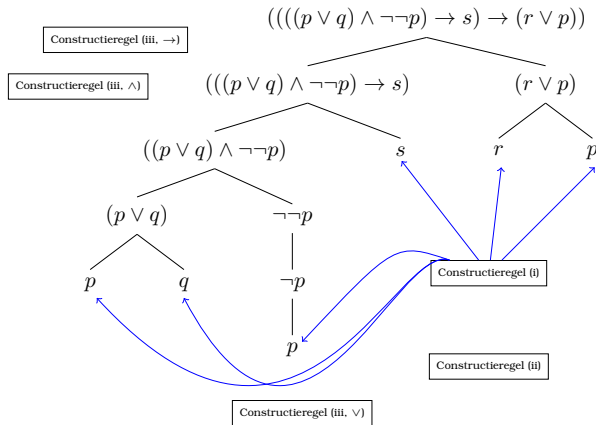 ((((p ∨ q) ∧ ¬¬p) → s) → (r ∨ p))
Constructieregel (iii, →)
Constructieregel (iii, ∧)
(((p ∨ q) ∧ ¬¬p) → s)
(r ∨ p)
((p ∨ q) ∧ ¬¬p)
s
r
p
(p ∨ q)
¬¬p
p
q
¬p
Constructieregel (i)
p
Constructieregel (ii)
Constructieregel (iii, ∨)